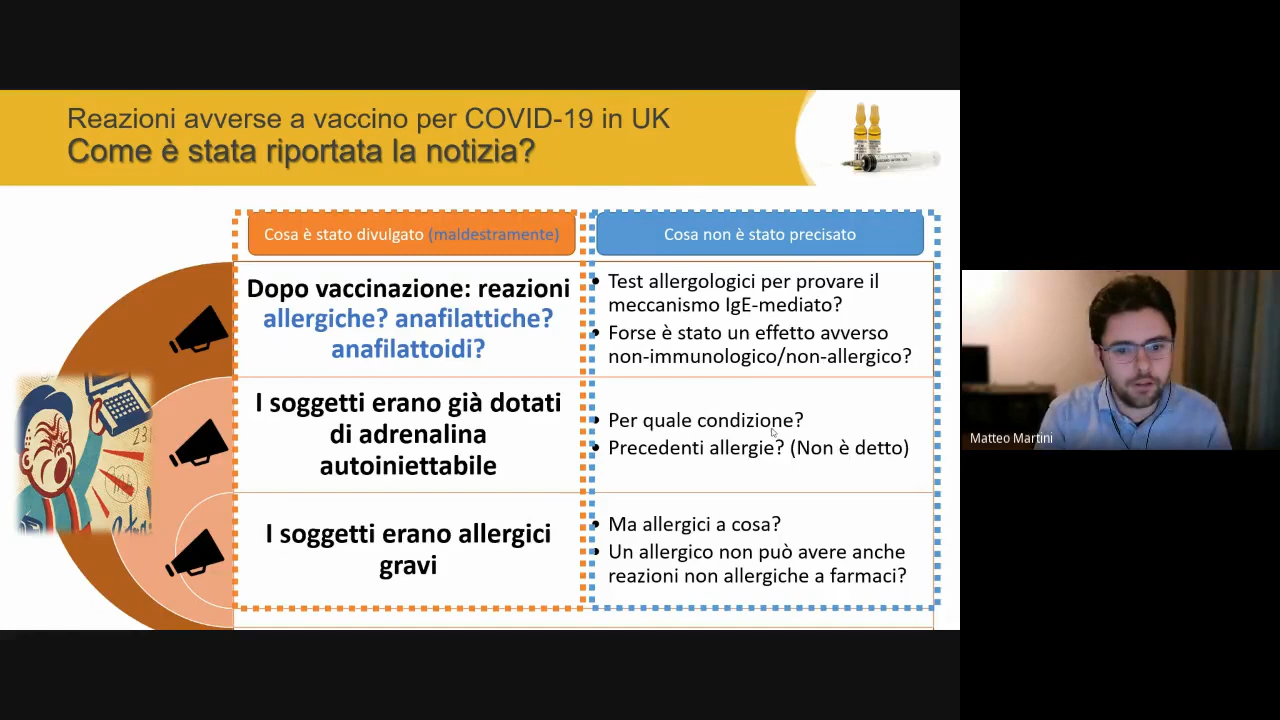 Reazioni avverse a vaccino per COVID-19 in UK
Come è stata riportata la notizia?
Cosa è stato divulgato (maldestramente)
Cosa non è stato precisato
Dopo vaccinazione: reazioni
allergiche? anafilattiche?
anafilattoidi?
• Test allergologici per provare il
meccanismo IgE-mediato?
• Forse è stato un effetto avverso
non-immunologico/non-allergico?
I soggetti erano già dotati
di adrenalina
autoiniettabile
• Per quale condizione?
• Precedenti allergie? (Non è detto)
I soggetti erano allergici
gravi
• Ma allergici a cosa?
• Un allergico non può avere anche
reazioni non allergiche a farmaci?
Matteo Martini